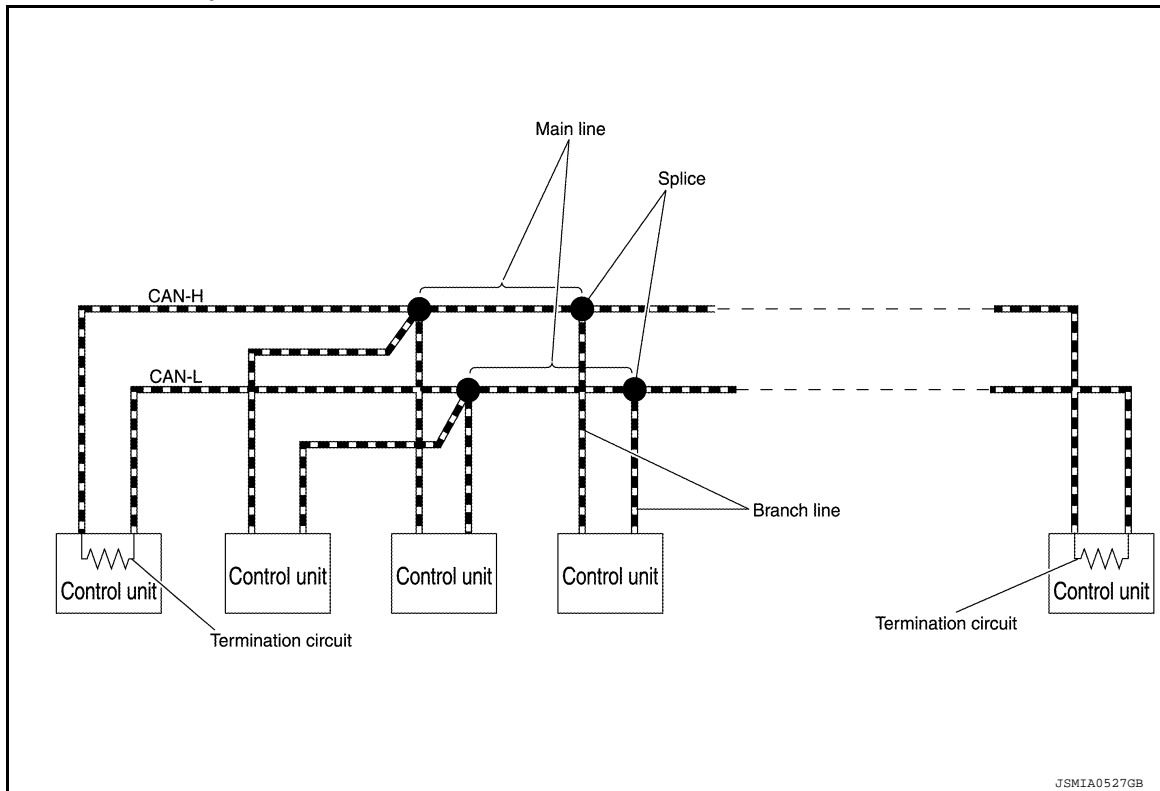 Main line
Splice
CAN-H
CAN-L
Branch line
Control unit
Control unit
Control unit
Control unit
Control unit
Termination circuit
Termination circuit
JSMIA0527GB